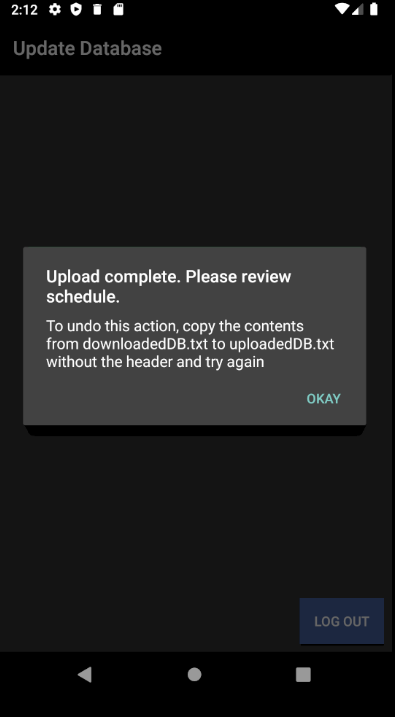 2:12
Update Database
Upload complete. Please review
schedule.
To undo this action, copy the contents
from downloadedDB.txt to uploadedDB.txt
without the header and try again
OKAY
LOG OUT